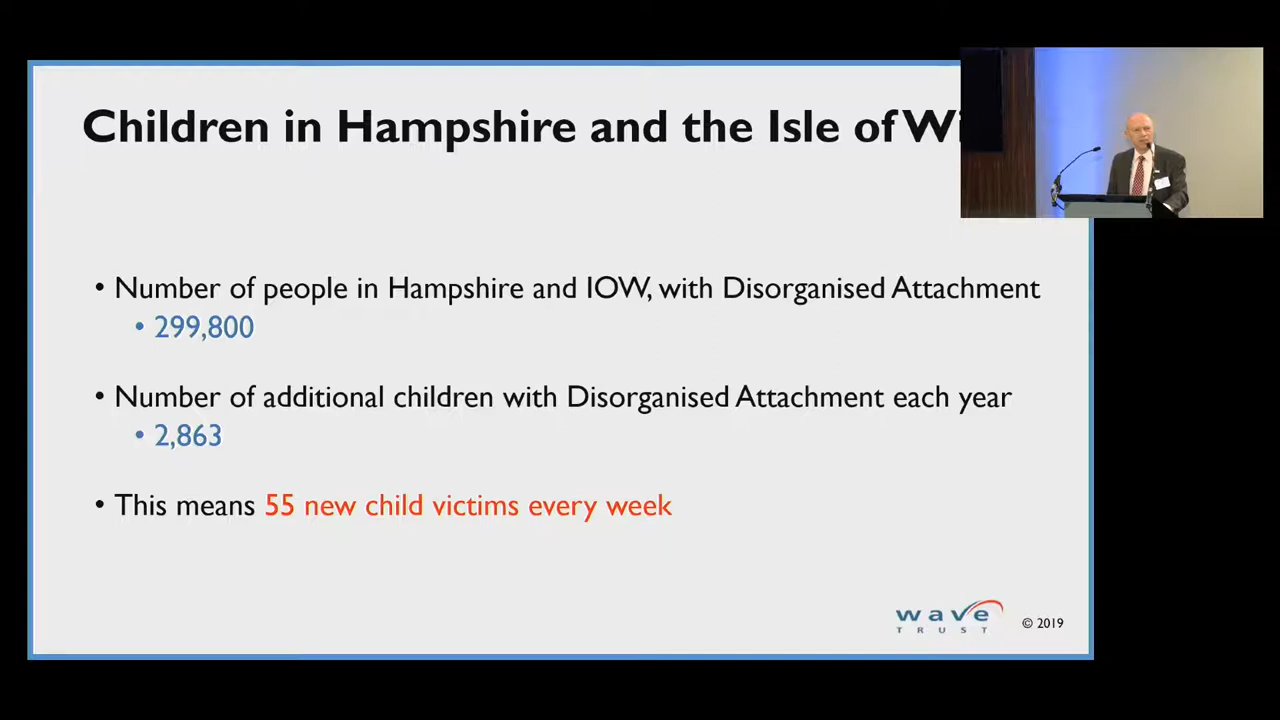 Children in Hampshire and the Isle of Wi
• Number of people in Hampshire and IOW, with Disorganised Attachment
• 299,800
• Number of additional children with Disorganised Attachment each year
• 2,863
• This means 55 new child victims every week
wave
TRUST
© 2019